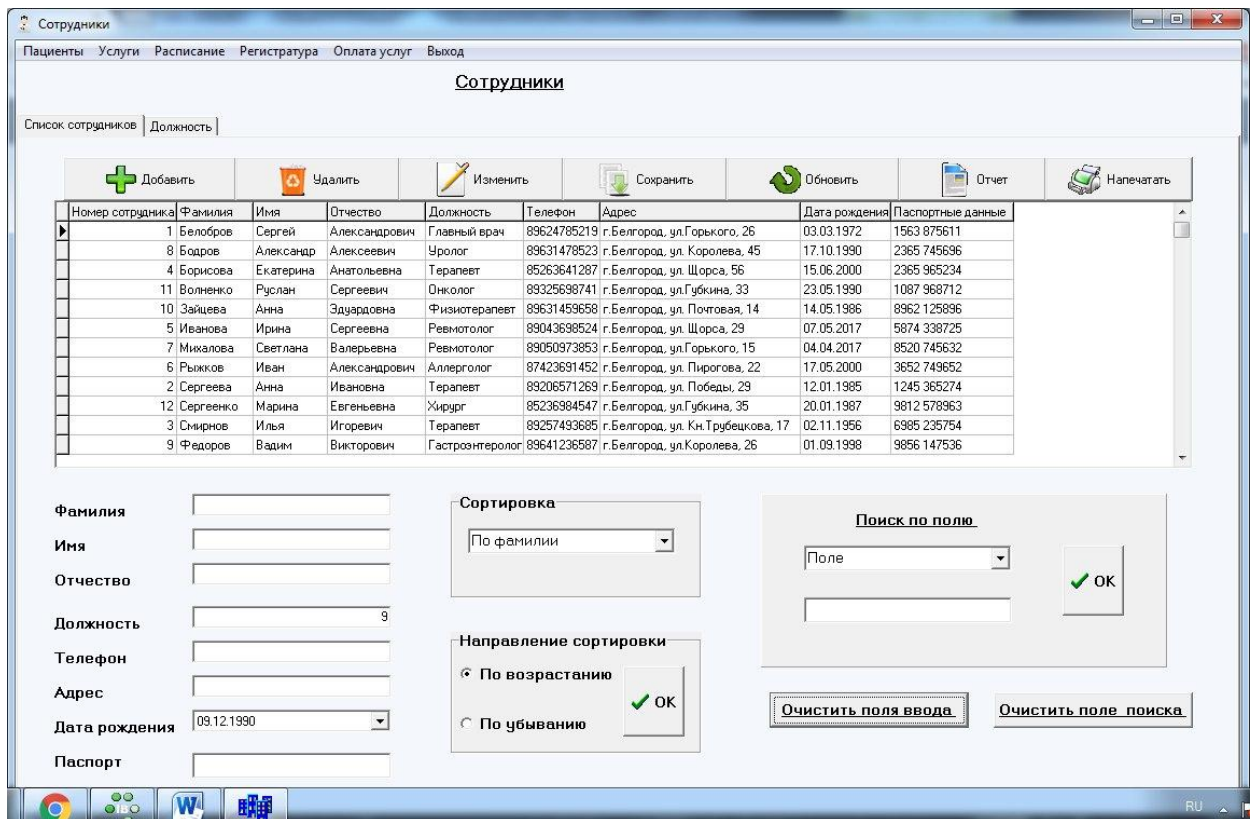 Сотрудники
Пациенты Услуги Расписание Регистратура Оплата услуг Выход
Сотрудники
Список сотрудников Должность
Добавить Удалить Изменить Сохранить Обновить Отчет Напечатать
Номер сотрудника Фамилия Имя Отчество Должность Телефон Адрес Дата рождения Паспортные данные
1 Белобров Сергей Александрович Главный врач 89624785219 г.Белгород, ул.Горького, 26 03.03.1972 1563 875611
8 Бодров Александр Алексеевич Уролог 89631478523 г.Белгород, ул. Королева, 45 17.10.1990 2365 745696
4 Борисова Екатерина Анатольевна Терапевт 85263641287 г.Белгород, ул. Щорса, 56 15.06.2000 2365 965234
11 Волненко Руслан Сергеевич Онколог 89325698741 г.Белгород, ул.Губкина, 33 23.05.1990 1087 968712
10 Зайцева Анна Эдуардовна Физиотерапевт 89631459658 г.Белгород, ул. Почтовая, 14 14.05.1986 8962 125896
5 Иванова Ирина Сергеевна Ревмотолог 89043698524 г.Белгород, ул. Щорса, 29 07.05.2017 5874 338725
7 Михалова Светлана Валерьевна Ревмотолог 89050973853 г.Белгород, ул.Горького, 15 04.04.2017 8520 745632
6 Рыжков Иван Александрович Аллерголог 87423691452 г.Белгород, ул. Пирогова, 22 17.05.2000 3652 749652
2 Сергеева Анна Ивановна Терапевт 89206571269 г.Белгород, ул. Победы, 29 12.01.1985 1245 365274
12 Сергеенко Марина Евгеньевна Хирург 85236984547 г.Белгород, ул.Губкина, 35 20.01.1987 9812 578963
3 Смирнов Илья Игоревич Терапевт 89257493685 г.Белгород, ул. Кн.Трубецкова, 17 02.11.1956 6985 235754
9 Федоров Вадим Викторович Гастроэнтеролог 89641236587 г.Белгород, ул.Королева, 26 01.09.1998 9856 147536
Фамилия
Имя
Отчество
Должность 9
Телефон
Адрес
Дата рождения 09.12.1990
Паспорт
Сортировка
По фамилии
Направление сортировки
По возрастанию
По убыванию
OK
Поиск по полю
Поле
OK
Очистить поля ввода Очистить поле поиска
IBO
W
RU